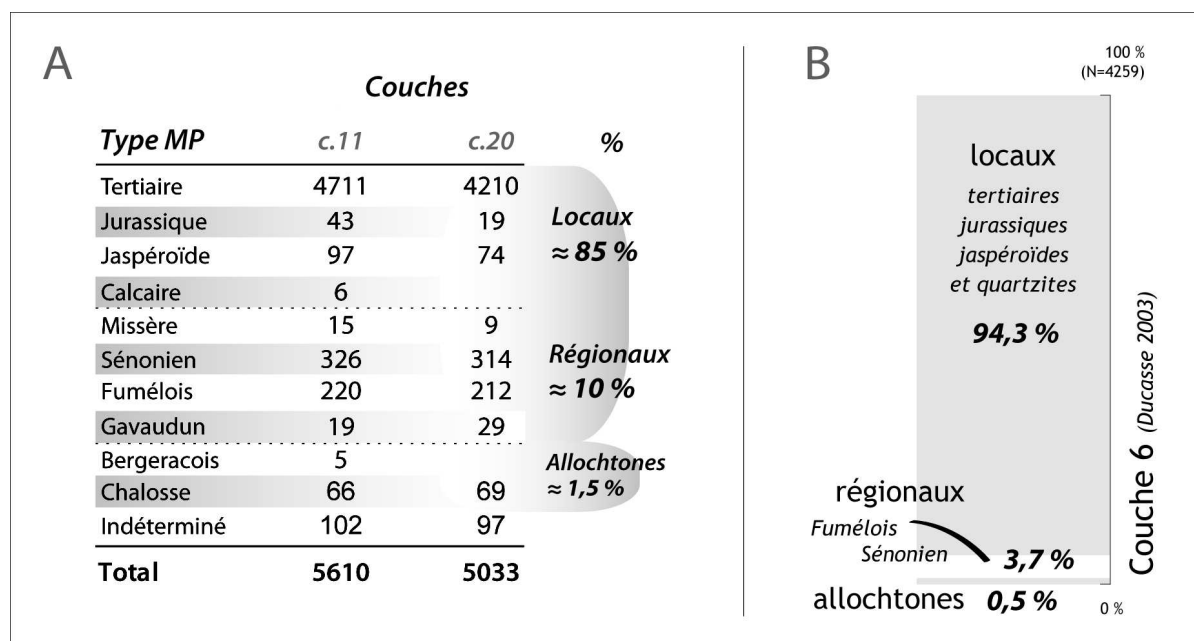 A
Couches
Type MP c.11 c.20 %
Tertiaire 4711 4210
Jurassique 43 19
Jaspéroïde 97 74
Calcaire 6
Locaux
≈ 85 %
Missère 15 9
Sénonien 326 314
Fumélois 220 212
Gavaudun 19 29
Régionaux
≈ 10 %
Bergeracois 5
Chalosse 66 69
Allochtones
≈ 1,5 %
Indéterminé 102 97
Total 5610 5033
B
100 %
(N=4259)
locaux
tertiaires
jurassiques
jaspéroïdes
et quartzites
94,3 %
régionaux
Fumélois
Sénonien
3,7 %
allochtones 0,5 %
0 %
Couche 6 (Ducasse 2003)